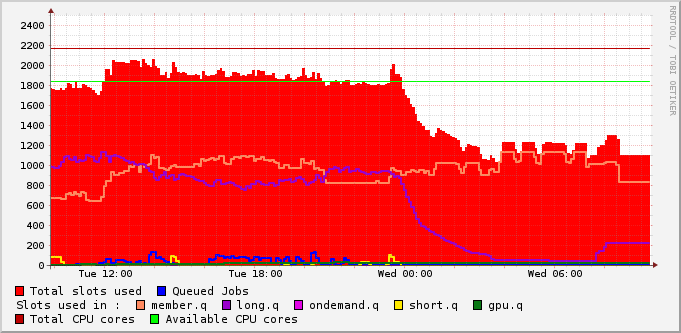 RRDTOOL / TOBI OETIKER
2400
2200
2000
1800
1600
1400
1200
1000
800
600
400
200
0
Tue 12:00 Tue 18:00 Wed 00:00 Wed 06:00
Total slots used Queued Jobs
Slots used in : member.q long.q ondemand.q short.q gpu.q
Total CPU cores Available CPU cores